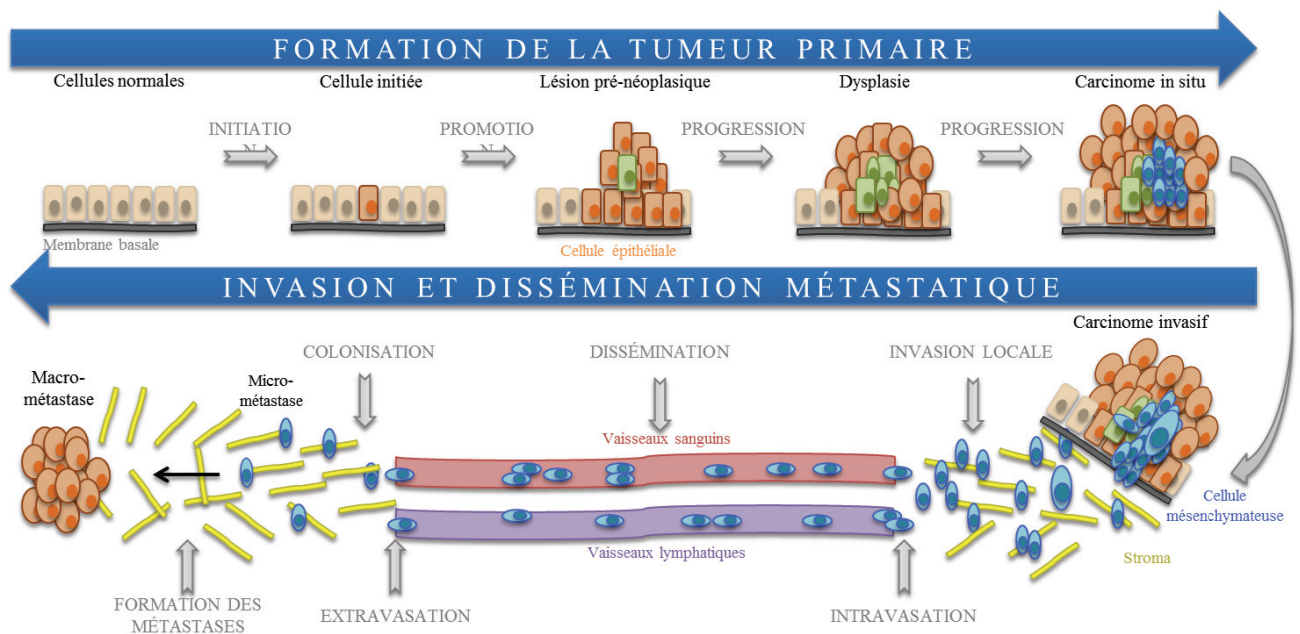 FORMATION DE LA TUMEUR PRIMAIRE
Cellules normales
Cellule initiée
Lésion pré-néoplasique
Dysplasie
Carcinome in situ
INITIATIO
N
PROMOTIO
N
PROGRESSION
PROGRESSION
Membrane basale
Cellule épithéliale
INVASION ET DISSÉMINATION MÉTASTATIQUE
Carcinome invasif
COLONISATION
DISSÉMINATION
INVASION LOCALE
Macro-
métastase
Micro-
métastase
Vaisseaux sanguins
Cellule
mésenchymateuse
Vaisseaux lymphatiques
Stroma
FORMATION DES
MÉTASTASES
EXTRAVASATION
INTRAVASATION